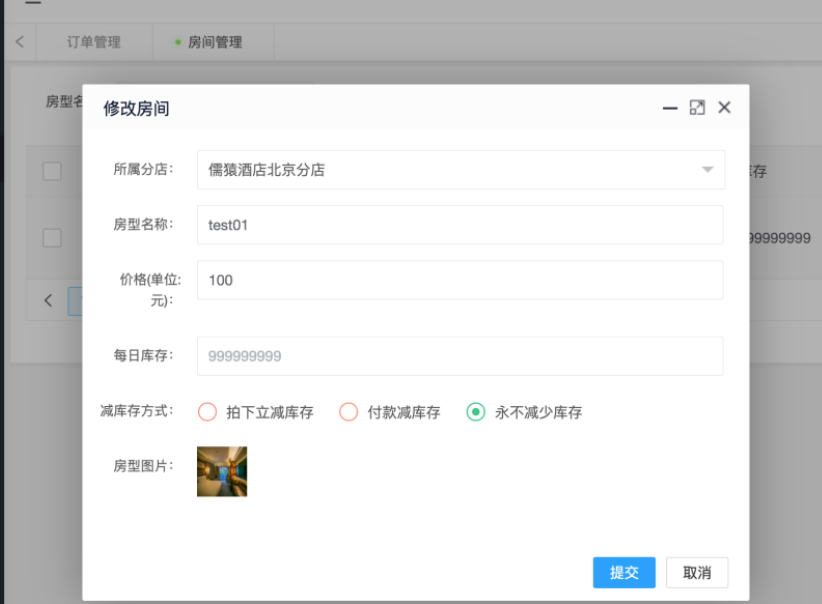 订单管理
房间管理
房型名
修改房间
所属分店：
儒猿酒店北京分店
存
房型名称：
test01
99999999
价格(单位:
元)：
100
每日库存：
999999999
减库存方式：
拍下立减库存
付款减库存
永不减少库存
房型图片：
提交
取消